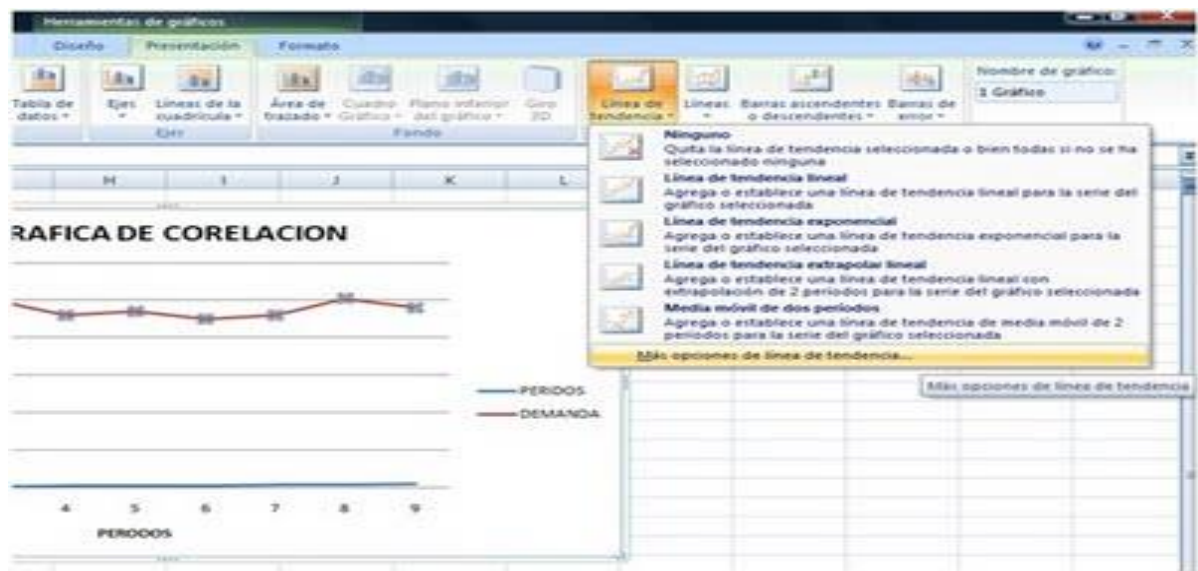 Herramientas de gráficos
Diseño Presentación Formato
Tabla de datos Ejes Líneas de la cuadrícula Área de trazado Cuadro Gráfico Plano inferior del gráfico Giro 3D Línea de tendencia Líneas Barras ascendentes o descendentes Barras de error
Nombre de gráfico:
1 Gráfico
Ejes Fondo
Ninguno
Quita la línea de tendencia seleccionada o bien todas si no se ha
seleccionado ninguna
Línea de tendencia lineal
Agrega o establece una línea de tendencia lineal para la serie del
gráfico seleccionada
Línea de tendencia exponencial
Agrega o establece una línea de tendencia exponencial para la
serie del gráfico seleccionada
Línea de tendencia extrapolar lineal
Agrega o establece una línea de tendencia lineal con
extrapolación de 2 períodos para la serie del gráfico seleccionada
Media móvil de dos períodos
Agrega o establece una línea de tendencia de media móvil de 2
períodos para la serie del gráfico seleccionada
Más opciones de línea de tendencia...
Más opciones de línea de tendencia
H I J K L
RAFICA DE CORELACION
PERIDOS
DEMANDA
4 5 6 7 8 9
PERODOS